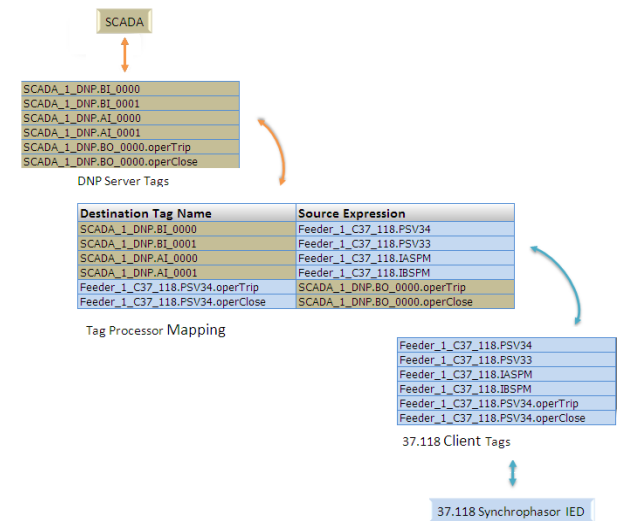 SCADA
SCADA_1_DNP.BI_0000
SCADA_1_DNP.BI_0001
SCADA_1_DNP.AI_0000
SCADA_1_DNP.AI_0001
SCADA_1_DNP.BO_0000.operTrip
SCADA_1_DNP.BO_0000.operClose
DNP Server Tags
Destination Tag Name Source Expression
SCADA_1_DNP.BI_0000 Feeder_1_C37_118.PSV34
SCADA_1_DNP.BI_0001 Feeder_1_C37_118.PSV33
SCADA_1_DNP.AI_0000 Feeder_1_C37_118.IASPM
SCADA_1_DNP.AI_0001 Feeder_1_C37_118.IBSPM
Feeder_1_C37_118.PSV34.operTrip SCADA_1_DNP.BO_0000.operTrip
Feeder_1_C37_118.PSV34.operClose SCADA_1_DNP.BO_0000.operClose
Tag Processor Mapping
Feeder_1_C37_118.PSV34
Feeder_1_C37_118.PSV33
Feeder_1_C37_118.IASPM
Feeder_1_C37_118.IBSPM
Feeder_1_C37_118.PSV34.operTrip
Feeder_1_C37_118.PSV34.operClose
37.118 Client Tags
37.118 Synchrophasor IED